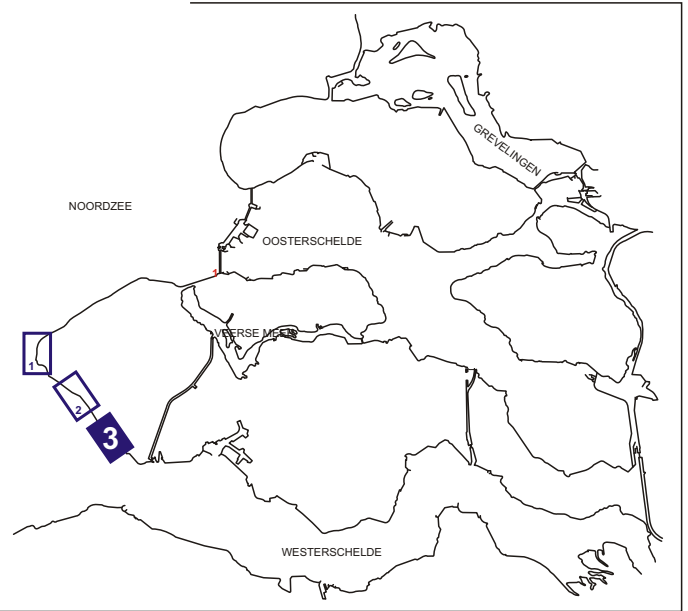 GREVELINGEN
NOORDZEE
OOSTERSCHELDE
1
VEERSE MEER
1
2
3
WESTERSCHELDE